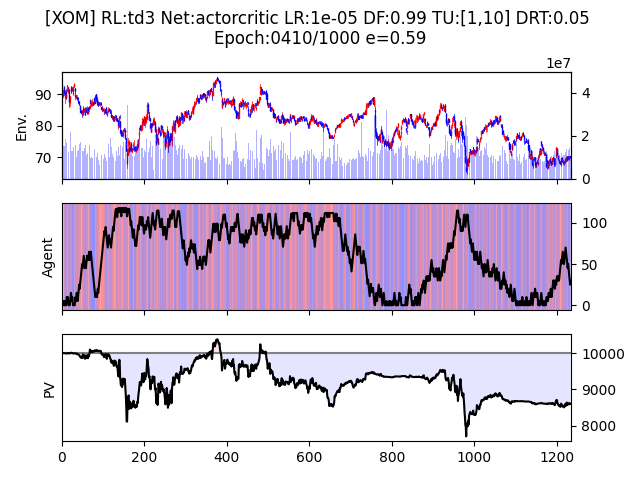 [XOM] RL:td3 Net:actorcritic LR:1e-05 DF:0.99 TU:[1,10] DRT:0.05
Epoch:0410/1000 e=0.59
1e7
Env.
90
80
70
4
2
0
Agent
100
50
0
PV
10000
9000
8000
0 200 400 600 800 1000 1200